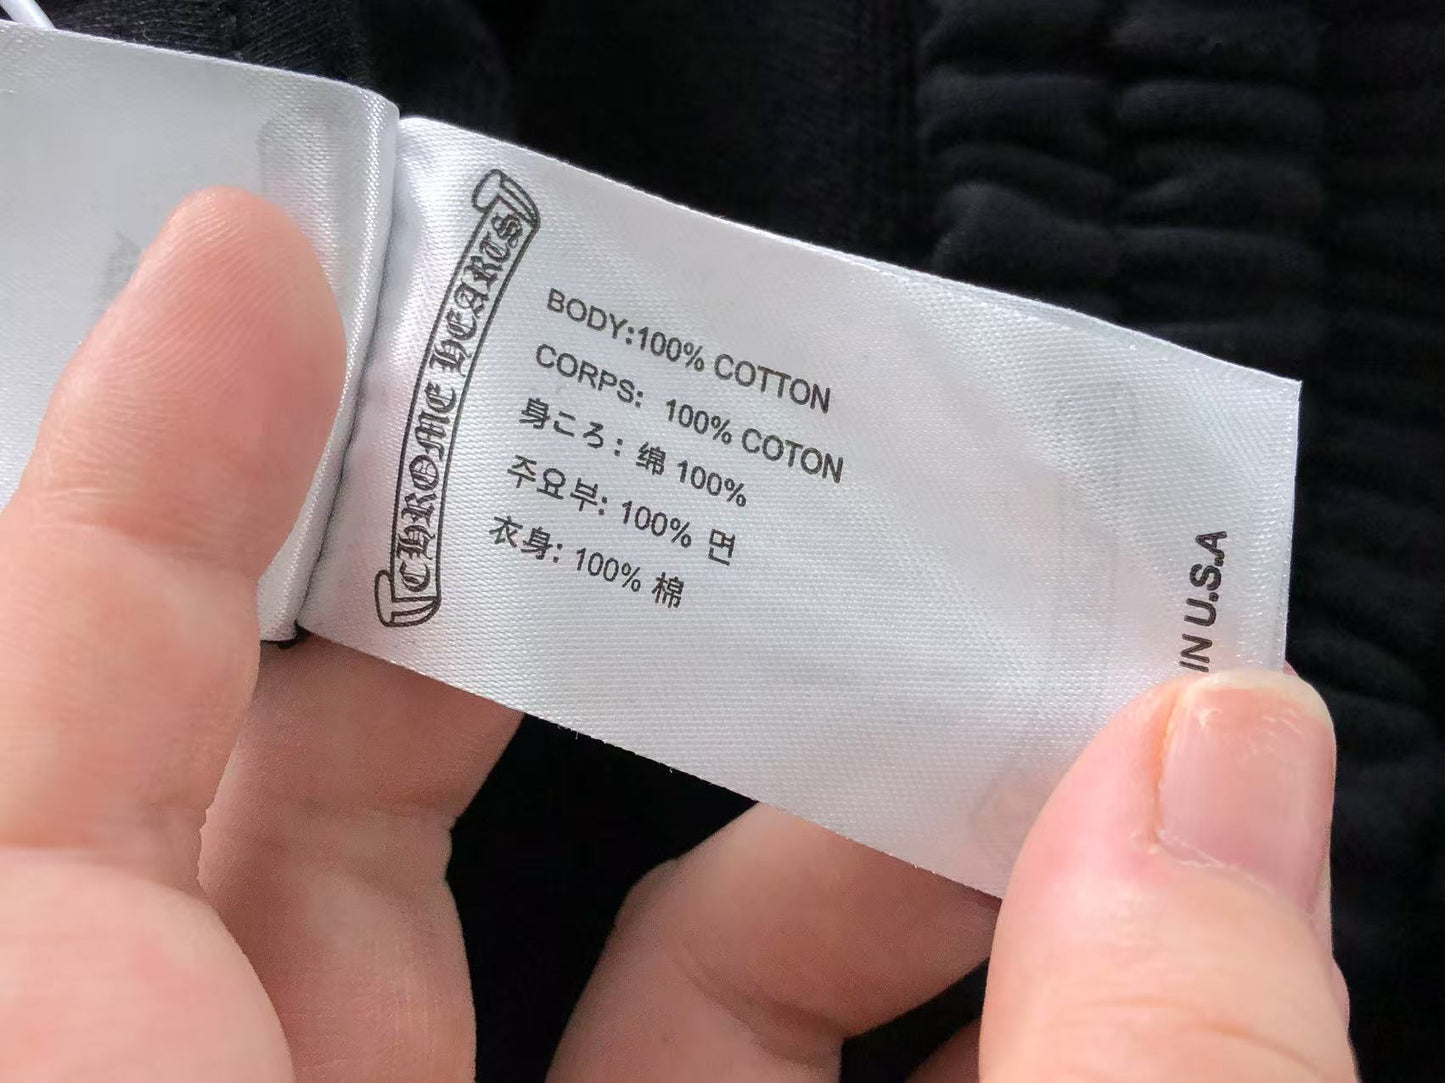 CHROME HEARTS
BODY:100% COTTON
CORPS: 100% COTON
身ころ: 绵 100%
주요부: 100% 면
衣身: 100% 棉
IN U.S.A